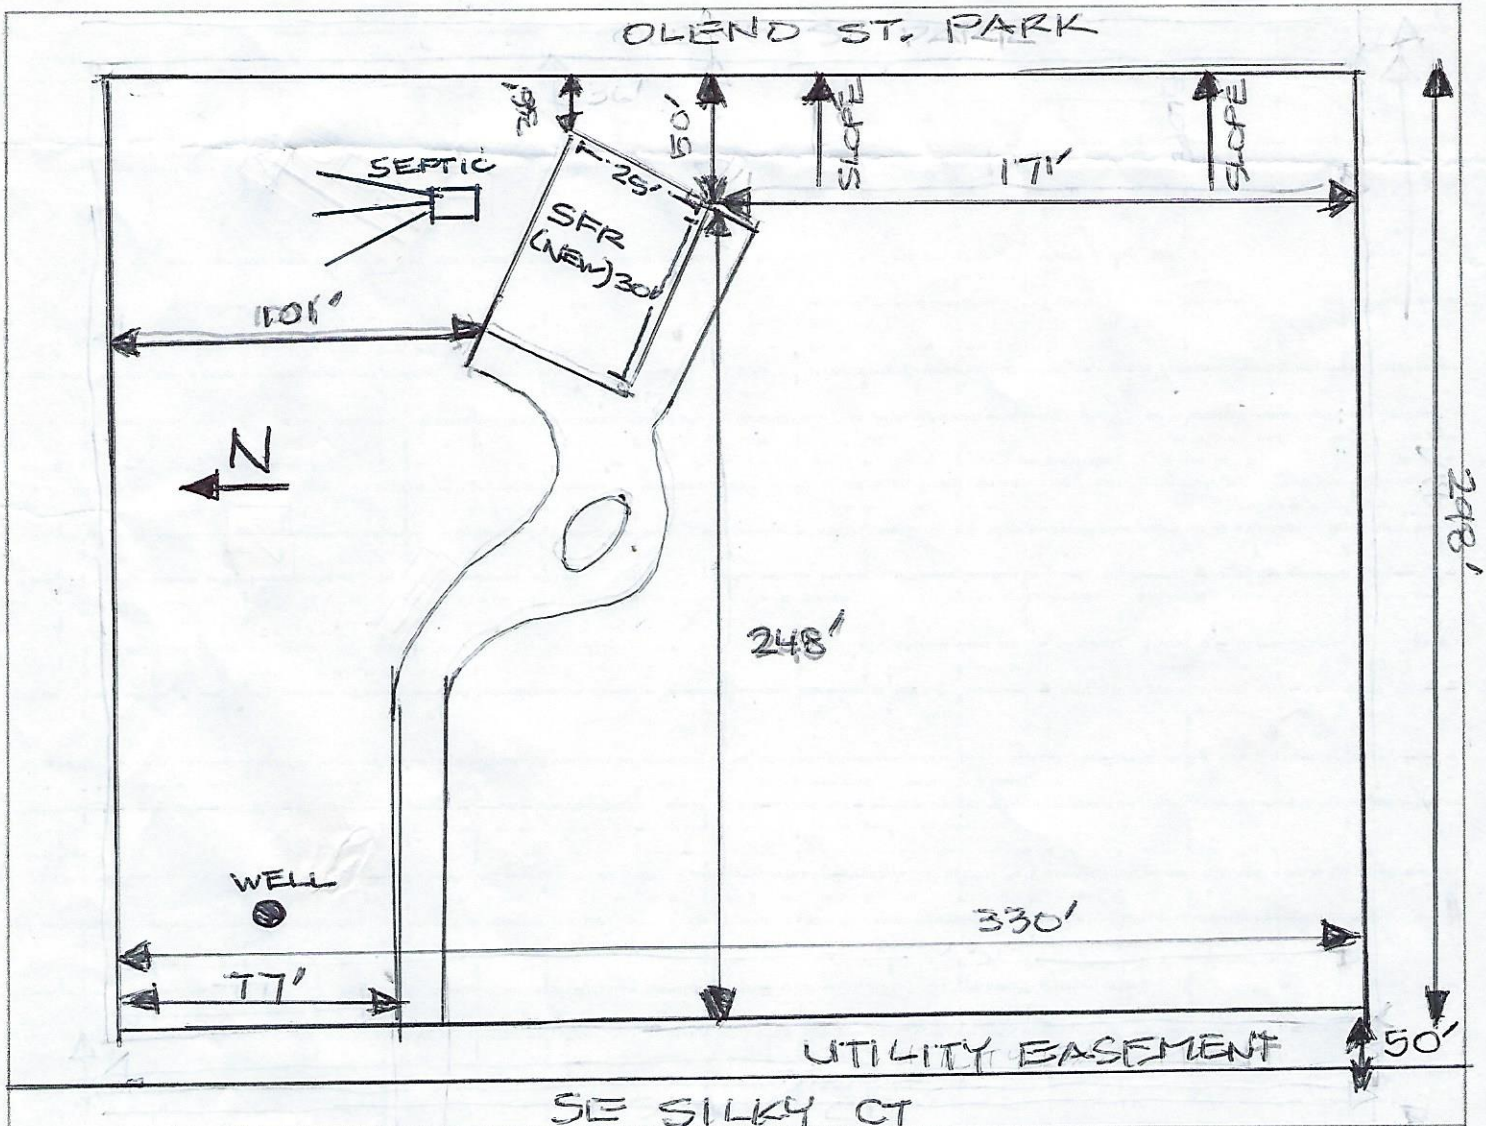 OLEND ST. PARK
36'
50'
SLOPE
SLOPE
171'
SEPTIC
25'
SFR
(NEW) 30'
101'
N
298'
248'
WELL
330'
77'
UTILITY EASEMENT
50'
SE SILKY CT